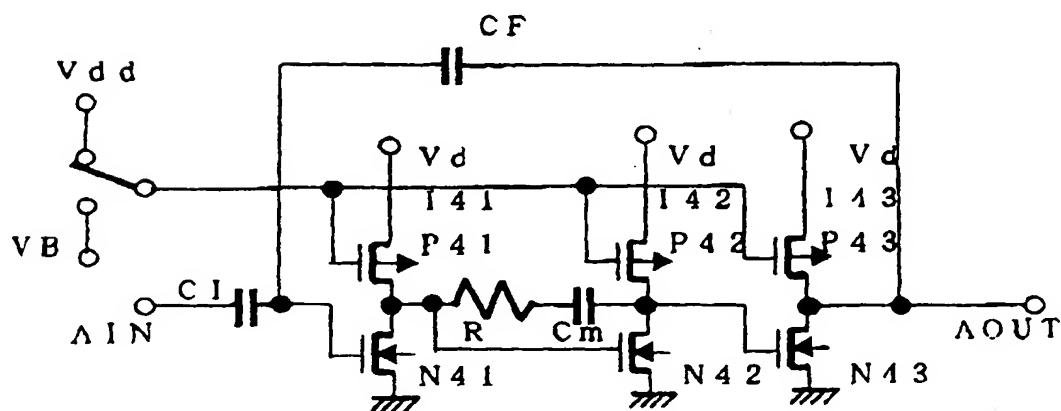 CF
Vdd
Vd Vd Vd
I41 I42 I43
VB P41 P42 P43
CI
AIN R Cm AOUT
N41 N42 N43